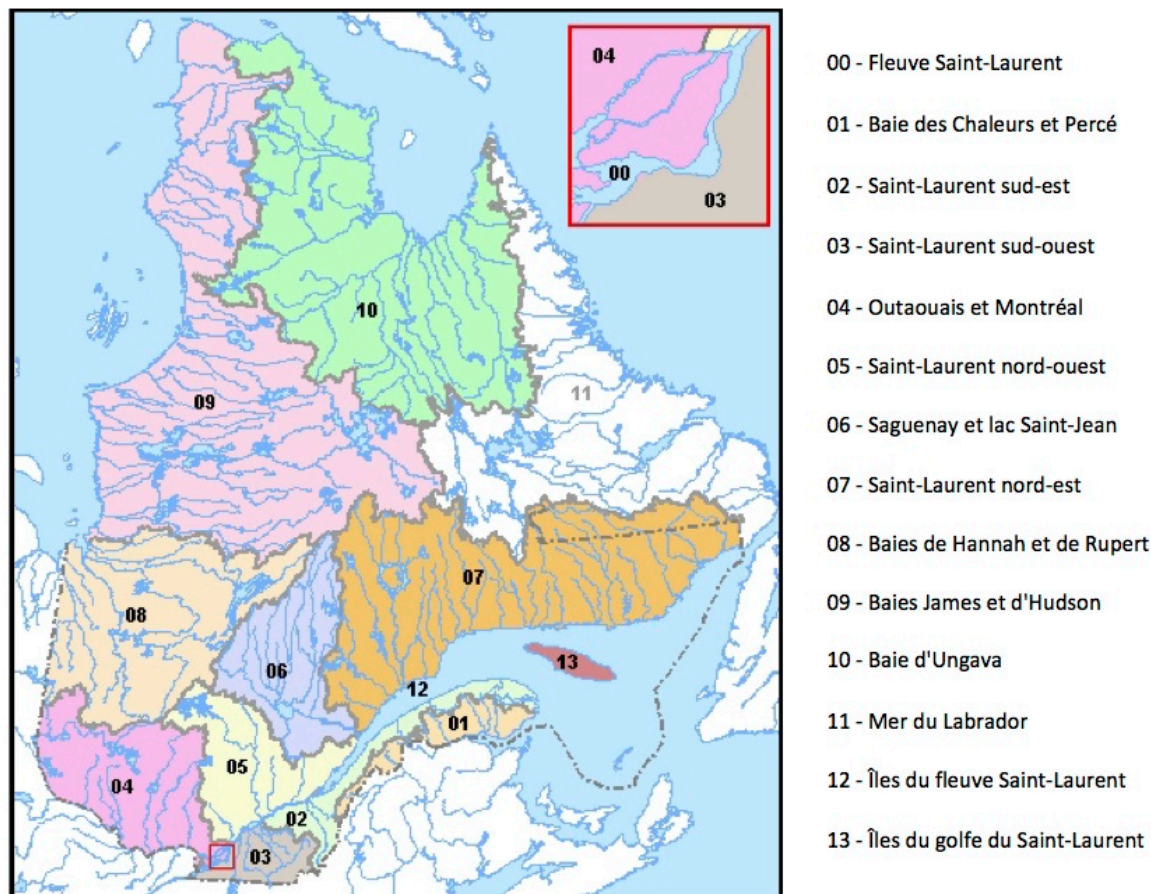 04
00
03
10
11
09
07
08
06
13
12
01
05
04
02
03
00 - Fleuve Saint-Laurent
01 - Baie des Chaleurs et Percé
02 - Saint-Laurent sud-est
03 - Saint-Laurent sud-ouest
04 - Outaouais et Montréal
05 - Saint-Laurent nord-ouest
06 - Saguenay et lac Saint-Jean
07 - Saint-Laurent nord-est
08 - Baies de Hannah et de Rupert
09 - Baies James et d'Hudson
10 - Baie d'Ungava
11 - Mer du Labrador
12 - Îles du fleuve Saint-Laurent
13 - Îles du golfe du Saint-Laurent